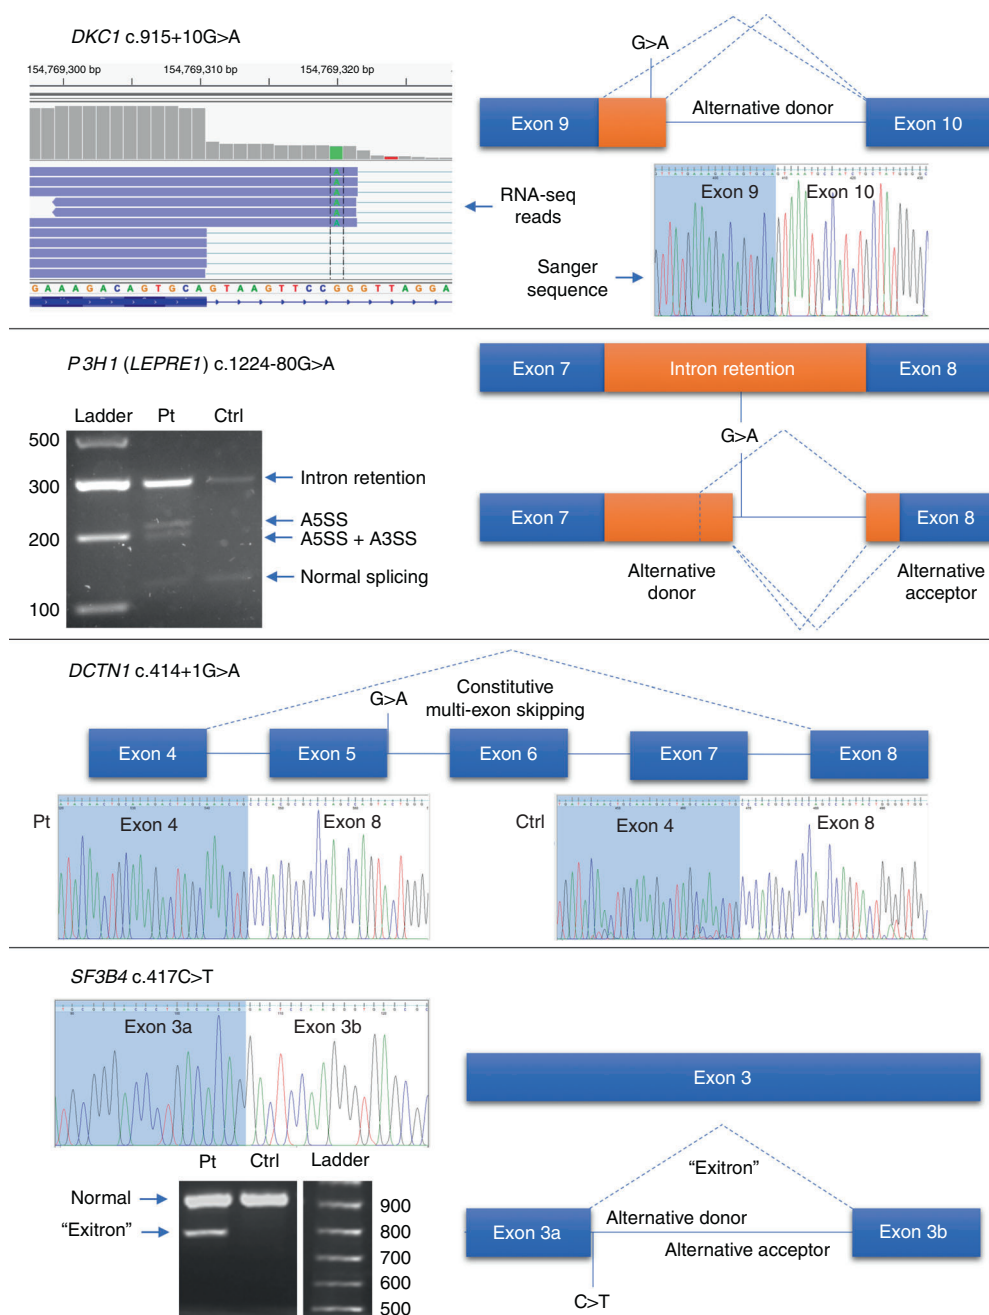 DKC1 c.915+10G>A
154,769,300 bp 154,769,310 bp 154,769,320 bp
G A A A G A C A G T G C A G T A A G T T C C G G G T T A G G A
RNA-seq
reads
Sanger
sequence
G>A
Exon 9
Alternative donor
Exon 10
Exon 9 Exon 10
P3H1 (LEPRE1) c.1224-80G>A
Ladder Pt Ctrl
500
300
200
100
Intron retention
A5SS
A5SS + A3SS
Normal splicing
Exon 7 Intron retention Exon 8
G>A
Exon 7 Exon 8
Alternative
donor
Alternative
acceptor
DCTN1 c.414+1G>A
G>A
Constitutive
multi-exon skipping
Exon 4 Exon 5 Exon 6 Exon 7 Exon 8
Pt
Exon 4 Exon 8
Ctrl
Exon 4 Exon 8
SF3B4 c.417C>T
Exon 3a Exon 3b
Pt Ctrl Ladder
Normal
"Exitron"
900
800
700
600
500
Exon 3
"Exitron"
Exon 3a
Alternative donor
Alternative acceptor
Exon 3b
C>T